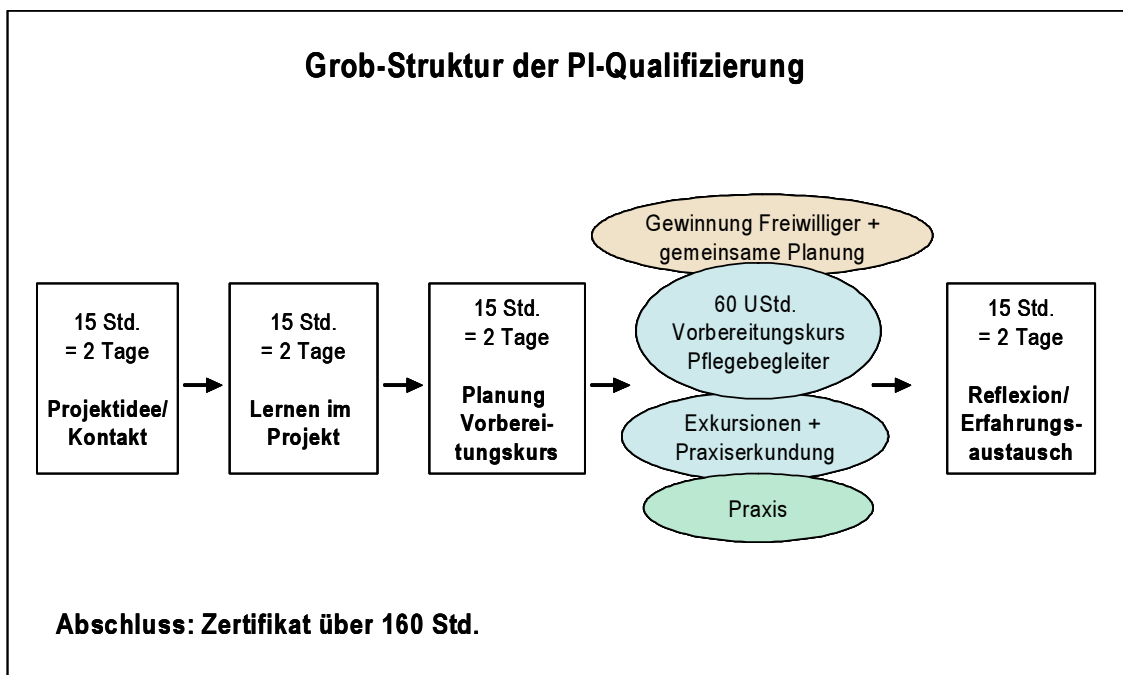 Grob-Struktur der PI-Qualifizierung
15 Std.
= 2 Tage
Projektidee/
Kontakt
15 Std.
= 2 Tage
Lernen im
Projekt
15 Std.
= 2 Tage
Planung
Vorberei-
tungskurs
Gewinnung Freiwilliger +
gemeinsame Planung
60 UStd.
Vorbereitungskurs
Pflegebegleiter
Exkursionen +
Praxiserkundung
Praxis
15 Std.
= 2 Tage
Reflexion/
Erfahrungs-
austausch
Abschluss: Zertifikat über 160 Std.